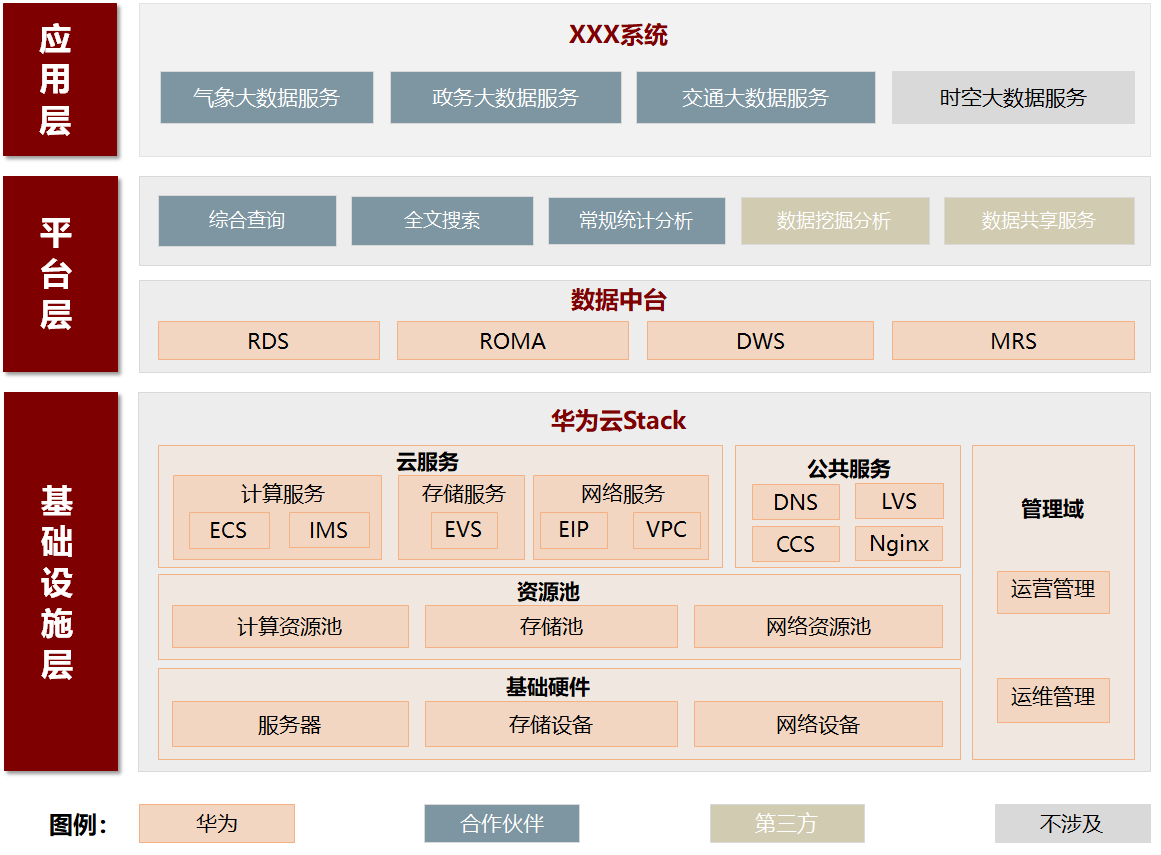 应用层
XXX系统
气象大数据服务
政务大数据服务
交通大数据服务
时空大数据服务
平台层
综合查询
全文搜索
常规统计分析
数据挖掘分析
数据共享服务
数据中台
RDS
ROMA
DWS
MRS
基础设施层
华为云Stack
云服务
计算服务
ECS
IMS
存储服务
EVS
网络服务
EIP
VPC
公共服务
DNS
LVS
CCS
Nginx
管理域
运营管理
运维管理
资源池
计算资源池
存储池
网络资源池
基础硬件
服务器
存储设备
网络设备
图例：
华为
合作伙伴
第三方
不涉及